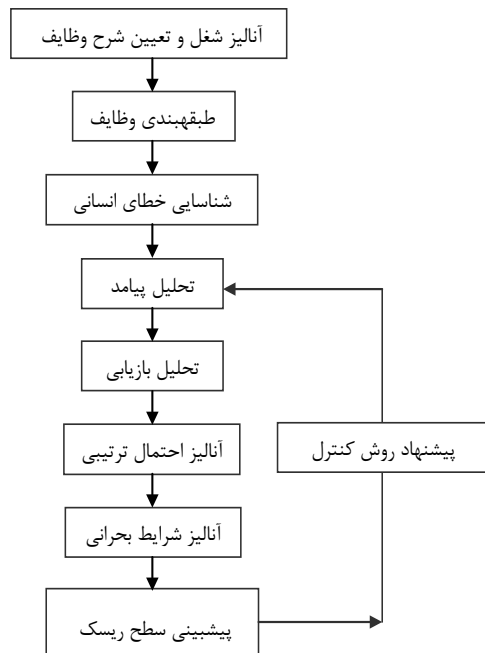 آنالیز شغل و تعیین شرح وظایف
طبقهبندی وظایف
شناسایی خطای انسانی
تحلیل پیامد
تحلیل بازیابی
آنالیز احتمال ترتیبی
آنالیز شرایط بحرانی
پیشبینی سطح ریسک
پیشنهاد روش کنترل